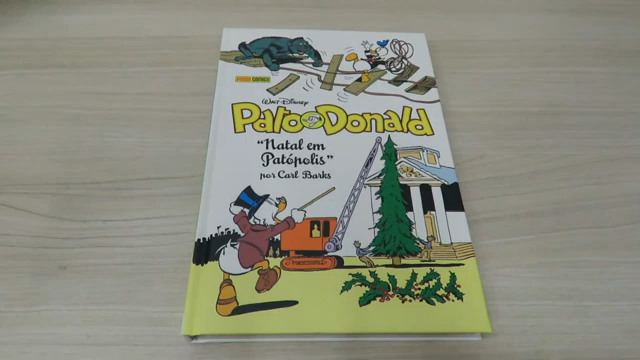 PANINI COMICS
WALT DISNEY
Pato Donald
"Natal em
Patópolis"
por Carl Barks